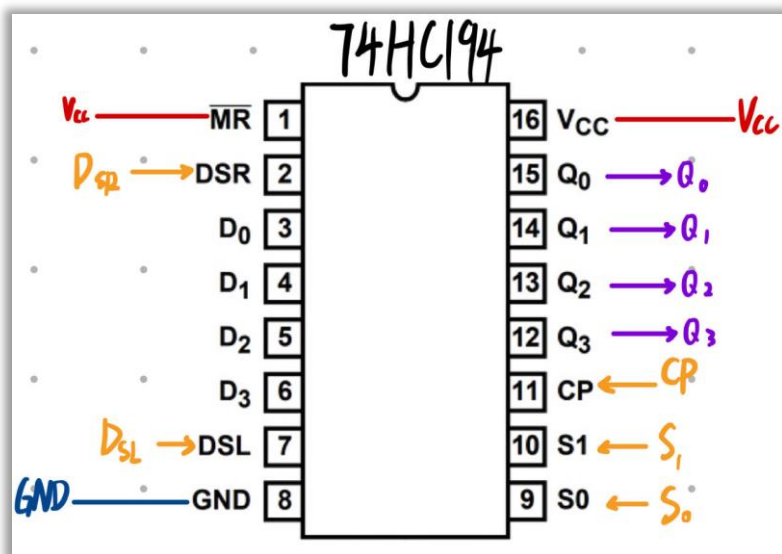 74HC194
Vcc MR 1 16 VCC Vcc
DSR DSR 2 15 Q0 Q0
D0 3 14 Q1 Q1
D1 4 13 Q2 Q2
D2 5 12 Q3 Q3
D3 6 11 CP CP
DSL DSL 7 10 S1 S1
GND GND 8 9 S0 S0